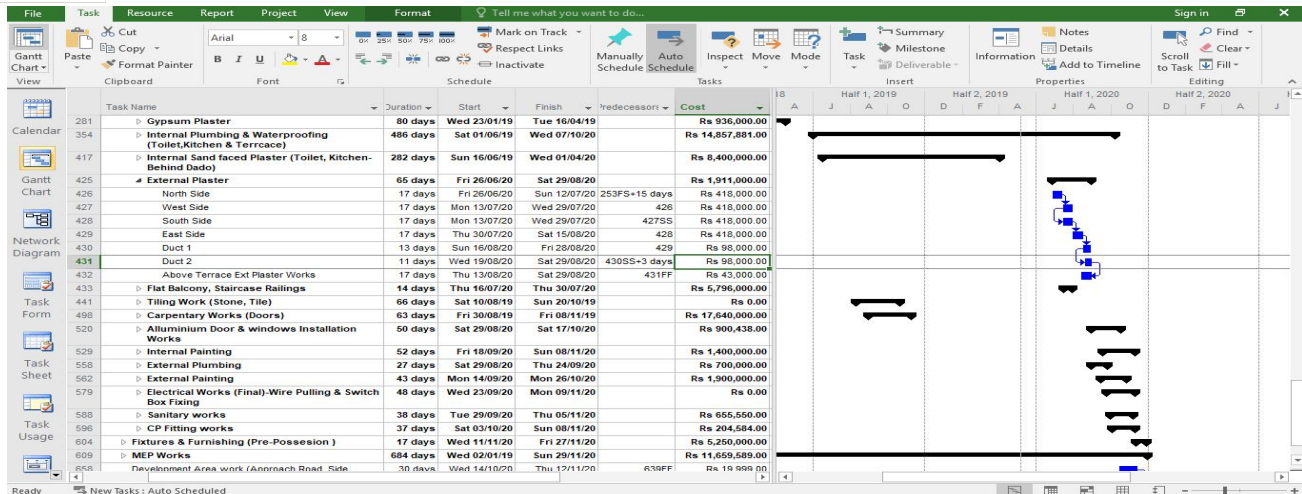 File Task Resource Report Project View Format Tell me what you want to do... Sign in
Gantt Chart
Paste
Cut
Copy
Format Painter
Arial 8
B I U A
0% 25% 50% 75% 100%
Mark on Track
Respect Links
Inactivate
Manually Schedule
Auto Schedule
Inspect
Move
Mode
Task
Summary
Milestone
Deliverable
Information
Notes
Details
Add to Timeline
Scroll to Task
Find
Clear
Fill
View Clipboard Font Schedule Tasks Insert Properties Editing
Calendar
Gantt Chart
Network Diagram
Task Form
Task Sheet
Task Usage
Task Name Duration Start Finish Predecessors Cost
18 Half 1, 2019 Half 2, 2019 Half 1, 2020 Half 2, 2020 H
A J A O D F A J A O D F A J
281 Gypsum Plaster 80 days Wed 23/01/19 Tue 16/04/19 Rs 936,000.00
354 Internal Plumbing & Waterproofing 486 days Sat 01/06/19 Wed 07/10/20 Rs 14,857,881.00
(Toilet,Kitchen & Terrcace)
417 Internal Sand faced Plaster (Toilet, Kitchen- 282 days Sun 16/06/19 Wed 01/04/20 Rs 8,400,000.00
Behind Dado)
425 External Plaster 65 days Fri 26/06/20 Sat 29/08/20 Rs 1,911,000.00
426 North Side 17 days Fri 26/06/20 Sun 12/07/20 253FS+15 days Rs 418,000.00
427 West Side 17 days Mon 13/07/20 Wed 29/07/20 426 Rs 418,000.00
428 South Side 17 days Mon 13/07/20 Wed 29/07/20 427SS Rs 418,000.00
429 East Side 17 days Thu 30/07/20 Sat 15/08/20 428 Rs 418,000.00
430 Duct 1 13 days Sun 16/08/20 Fri 28/08/20 429 Rs 98,000.00
431 Duct 2 11 days Wed 19/08/20 Sat 29/08/20 430SS+3 days Rs 98,000.00
432 Above Terrace Ext Plaster Works 17 days Thu 13/08/20 Sat 29/08/20 431FF Rs 43,000.00
433 Flat Balcony, Staircase Railings 14 days Thu 16/07/20 Thu 30/07/20 Rs 5,796,000.00
441 Tiling Work (Stone, Tile) 66 days Sat 10/08/19 Sun 20/10/19 Rs 0.00
498 Carpentary Works (Doors) 63 days Fri 30/08/19 Fri 08/11/19 Rs 17,640,000.00
520 Alluminium Door & windows Installation 50 days Sat 29/08/20 Sat 17/10/20 Rs 900,438.00
Works
529 Internal Painting 52 days Fri 18/09/20 Sun 08/11/20 Rs 1,400,000.00
558 External Plumbing 27 days Sat 29/08/20 Thu 24/09/20 Rs 700,000.00
562 External Painting 43 days Mon 14/09/20 Mon 26/10/20 Rs 1,900,000.00
579 Electrical Works (Final)-Wire Pulling & Switch 48 days Wed 23/09/20 Mon 09/11/20 Rs 0.00
Box Fixing
588 Sanitary works 38 days Tue 29/09/20 Thu 05/11/20 Rs 655,550.00
596 CP Fitting works 37 days Sat 03/10/20 Sun 08/11/20 Rs 204,584.00
604 Fixtures & Furnishing (Pre-Possesion ) 17 days Wed 11/11/20 Fri 27/11/20 Rs 5,250,000.00
609 MEP Works 684 days Wed 02/01/19 Sun 29/11/20 Rs 11,659,589.00
658 Development Area work (Approach Road, Side 30 days Wed 14/10/20 Thu 12/11/20 639FF Rs 19,999.00
Ready New Tasks : Auto Scheduled